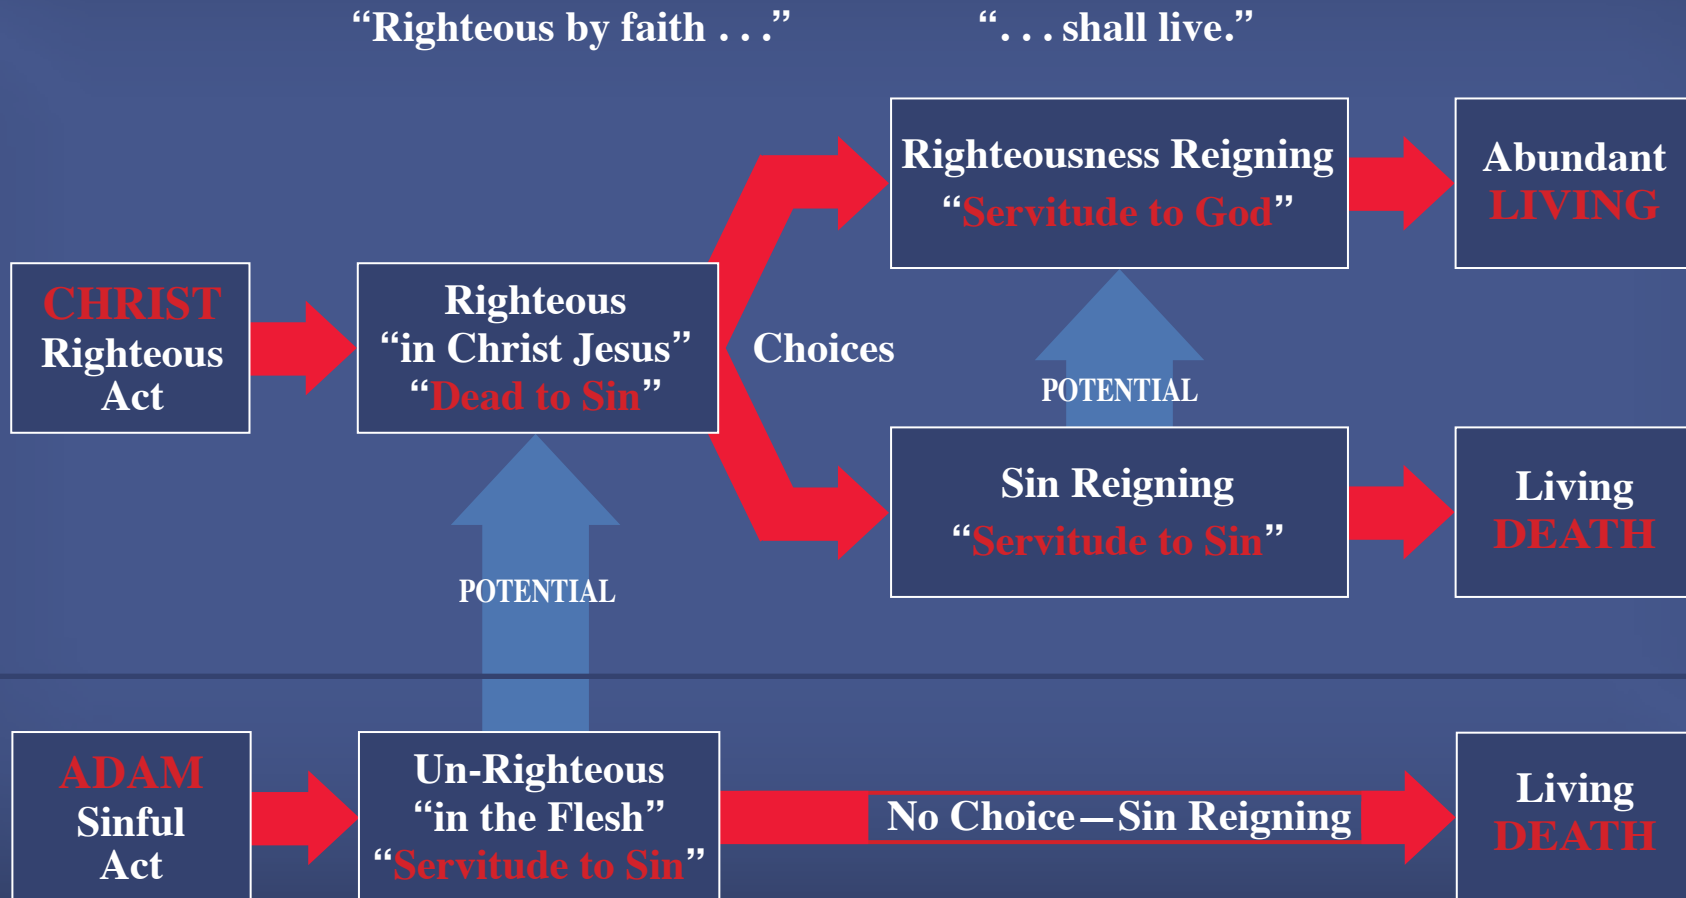 “Righteous by faith . . .” “. . . shall live.”
Righteousness Reigning
“Servitude to God”
Abundant
LIVING
CHRIST
Righteous
Act
Righteous
“in Christ Jesus”
“Dead to Sin”
Choices
POTENTIAL
Sin Reigning
“Servitude to Sin”
Living
DEATH
POTENTIAL
ADAM
Sinful
Act
Un-Righteous
“in the Flesh”
“Servitude to Sin”
No Choice—Sin Reigning
Living
DEATH